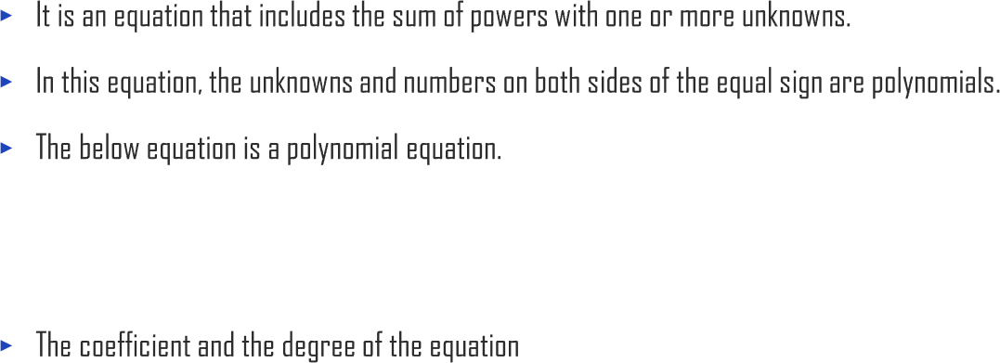 ► It is an equation that includes the sum of powers with one or more unknowns.
► In this equation, the unknowns and numbers on both sides of the equal sign are polynomials.
► The below equation is a polynomial equation.
► The coefficient and the degree of the equation